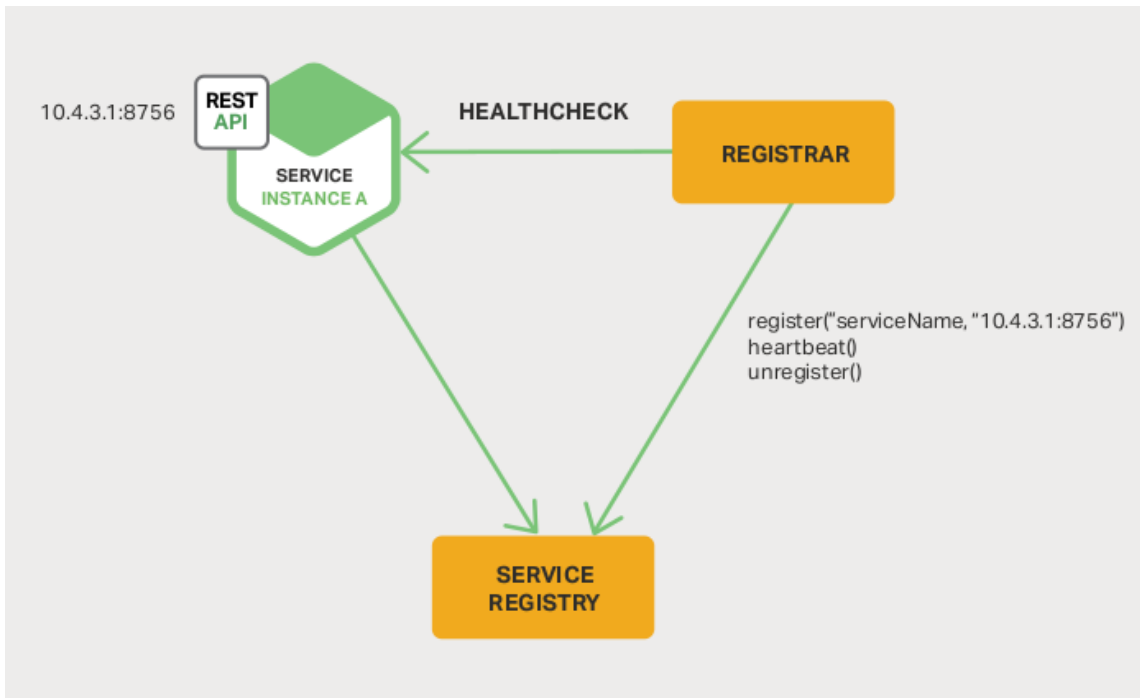 10.4.3.1:8756
REST
API
SERVICE
INSTANCE A
HEALTHCHECK
REGISTRAR
register("serviceName, "10.4.3.1:8756")
heartbeat()
unregister()
SERVICE
REGISTRY